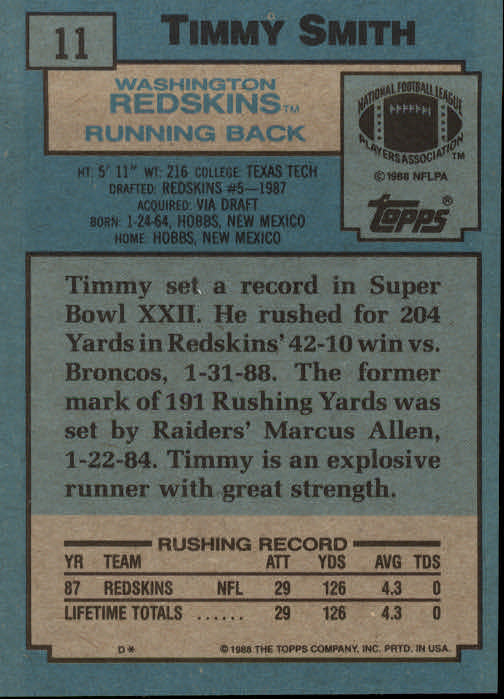 11
TIMMY SMITH
WASHINGTON
REDSKINS™
RUNNING BACK
NATIONAL FOOTBALL LEAGUE
PLAYERS ASSOCIATION™
© 1988 NFLPA
Topps®
HT: 5' 11" WT: 216 COLLEGE: TEXAS TECH
DRAFTED: REDSKINS #5—1987
ACQUIRED: VIA DRAFT
BORN: 1-24-64, HOBBS, NEW MEXICO
HOME: HOBBS, NEW MEXICO
Timmy set a record in Super
Bowl XXII. He rushed for 204
Yards in Redskins' 42-10 win vs.
Broncos, 1-31-88. The former
mark of 191 Rushing Yards was
set by Raiders' Marcus Allen,
1-22-84. Timmy is an explosive
runner with great strength.
RUSHING RECORD
YR TEAM ATT YDS AVG TDS
87 REDSKINS NFL 29 126 4.3 0
LIFETIME TOTALS ...... 29 126 4.3 0
D* © 1988 THE TOPPS COMPANY, INC. PRTD. IN USA.